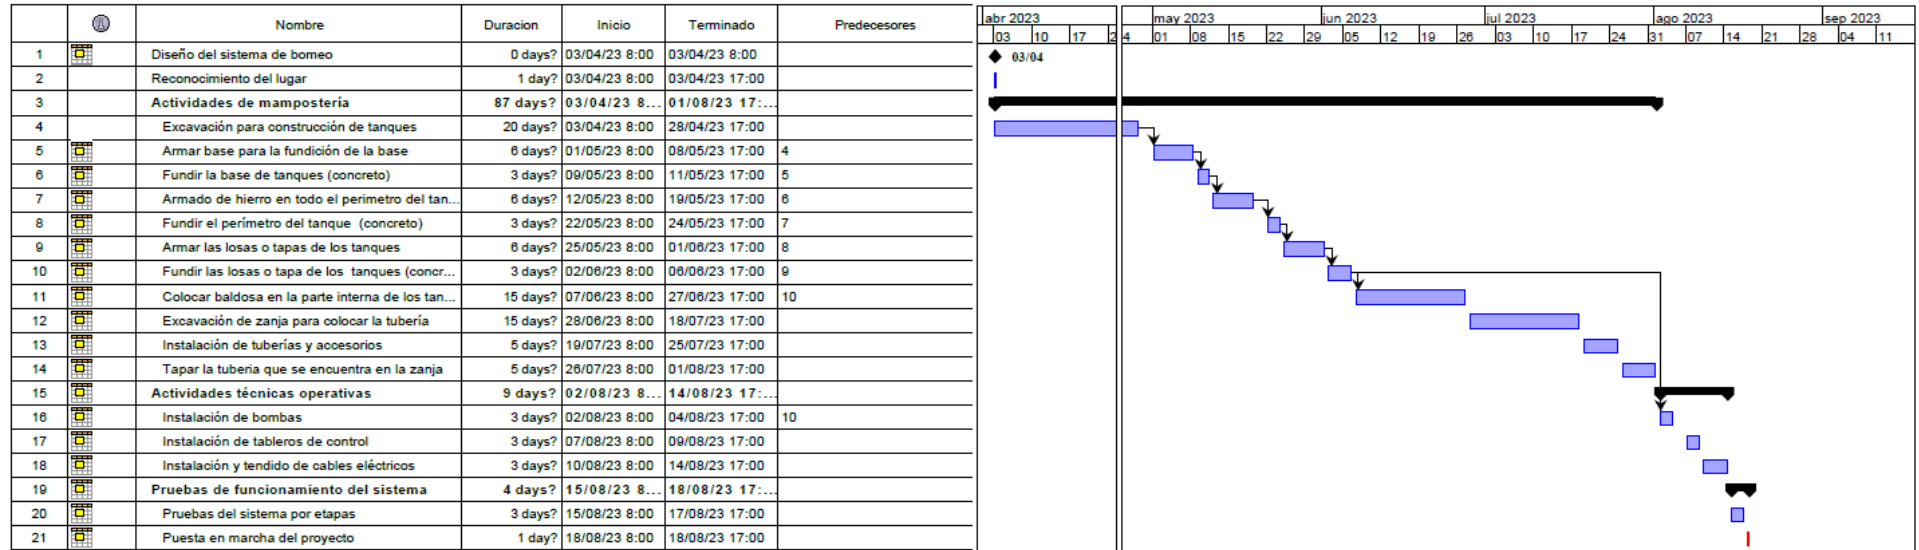 Nombre Duracion Inicio Terminado Predecesores
abr 2023 may 2023 jun 2023 jul 2023 ago 2023 sep 2023
03 10 17 2 4 01 08 15 22 29 05 12 19 26 03 10 17 24 31 07 14 21 28 04 11
1 Diseño del sistema de bomeo 0 days? 03/04/23 8:00 03/04/23 8:00 03/04
2 Reconocimiento del lugar 1 day? 03/04/23 8:00 03/04/23 17:00
3 Actividades de mampostería 87 days? 03/04/23 8... 01/08/23 17:...
4 Excavación para construcción de tanques 20 days? 03/04/23 8:00 28/04/23 17:00
5 Armar base para la fundición de la base 6 days? 01/05/23 8:00 08/05/23 17:00 4
6 Fundir la base de tanques (concreto) 3 days? 09/05/23 8:00 11/05/23 17:00 5
7 Armado de hierro en todo el perimetro del tan... 6 days? 12/05/23 8:00 19/05/23 17:00 6
8 Fundir el perímetro del tanque (concreto) 3 days? 22/05/23 8:00 24/05/23 17:00 7
9 Armar las losas o tapas de los tanques 6 days? 25/05/23 8:00 01/06/23 17:00 8
10 Fundir las losas o tapa de los tanques (concr... 3 days? 02/06/23 8:00 06/06/23 17:00 9
11 Colocar baldosa en la parte interna de los tan... 15 days? 07/06/23 8:00 27/06/23 17:00 10
12 Excavación de zanja para colocar la tubería 15 days? 28/06/23 8:00 18/07/23 17:00
13 Instalación de tuberías y accesorios 5 days? 19/07/23 8:00 25/07/23 17:00
14 Tapar la tuberia que se encuentra en la zanja 5 days? 26/07/23 8:00 01/08/23 17:00
15 Actividades técnicas operativas 9 days? 02/08/23 8... 14/08/23 17:...
16 Instalación de bombas 3 days? 02/08/23 8:00 04/08/23 17:00 10
17 Instalación de tableros de control 3 days? 07/08/23 8:00 09/08/23 17:00
18 Instalación y tendido de cables eléctricos 3 days? 10/08/23 8:00 14/08/23 17:00
19 Pruebas de funcionamiento del sistema 4 days? 15/08/23 8... 18/08/23 17:...
20 Pruebas del sistema por etapas 3 days? 15/08/23 8:00 17/08/23 17:00
21 Puesta en marcha del proyecto 1 day? 18/08/23 8:00 18/08/23 17:00